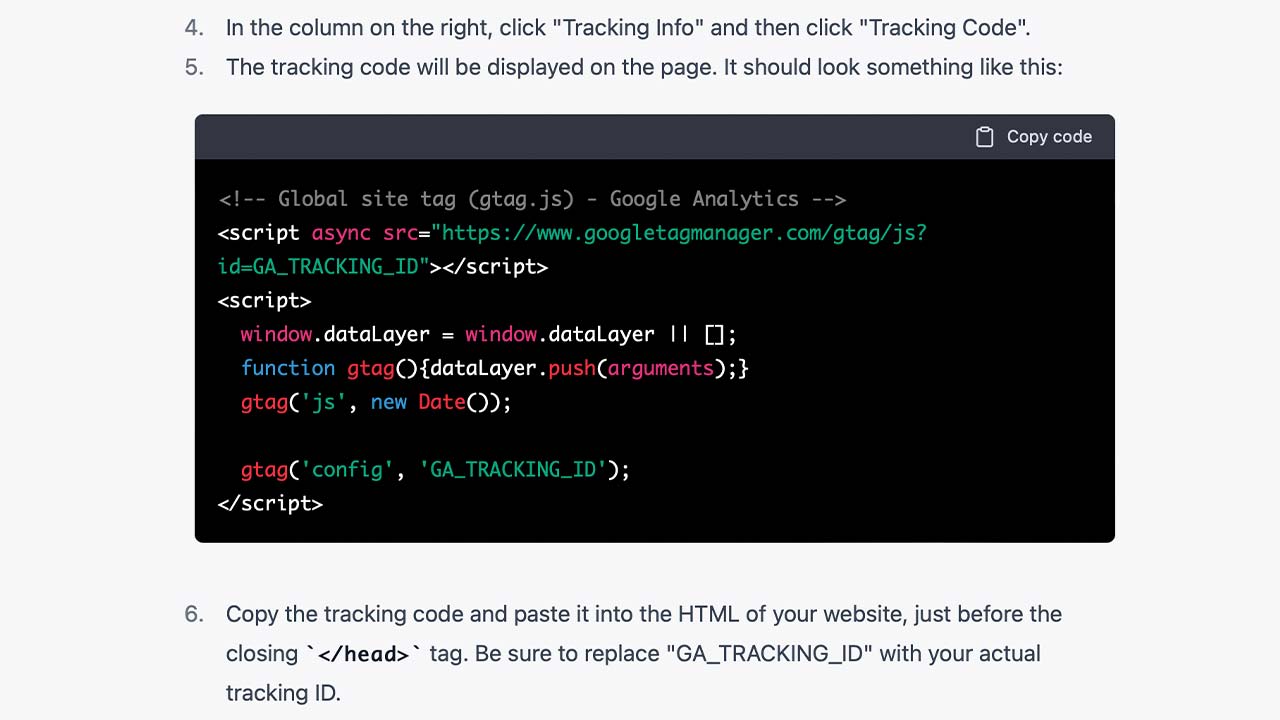 4. In the column on the right, click "Tracking Info" and then click "Tracking Code".
5. The tracking code will be displayed on the page. It should look something like this:
Copy code
<!-- Global site tag (gtag.js) - Google Analytics -->
<script async src="https://www.googletagmanager.com/gtag/js?
id=GA_TRACKING_ID"></script>
<script>
  window.dataLayer = window.dataLayer || [];
  function gtag(){dataLayer.push(arguments);}
  gtag('js', new Date());

  gtag('config', 'GA_TRACKING_ID');
</script>
6. Copy the tracking code and paste it into the HTML of your website, just before the
closing `</head>` tag. Be sure to replace "GA_TRACKING_ID" with your actual
tracking ID.